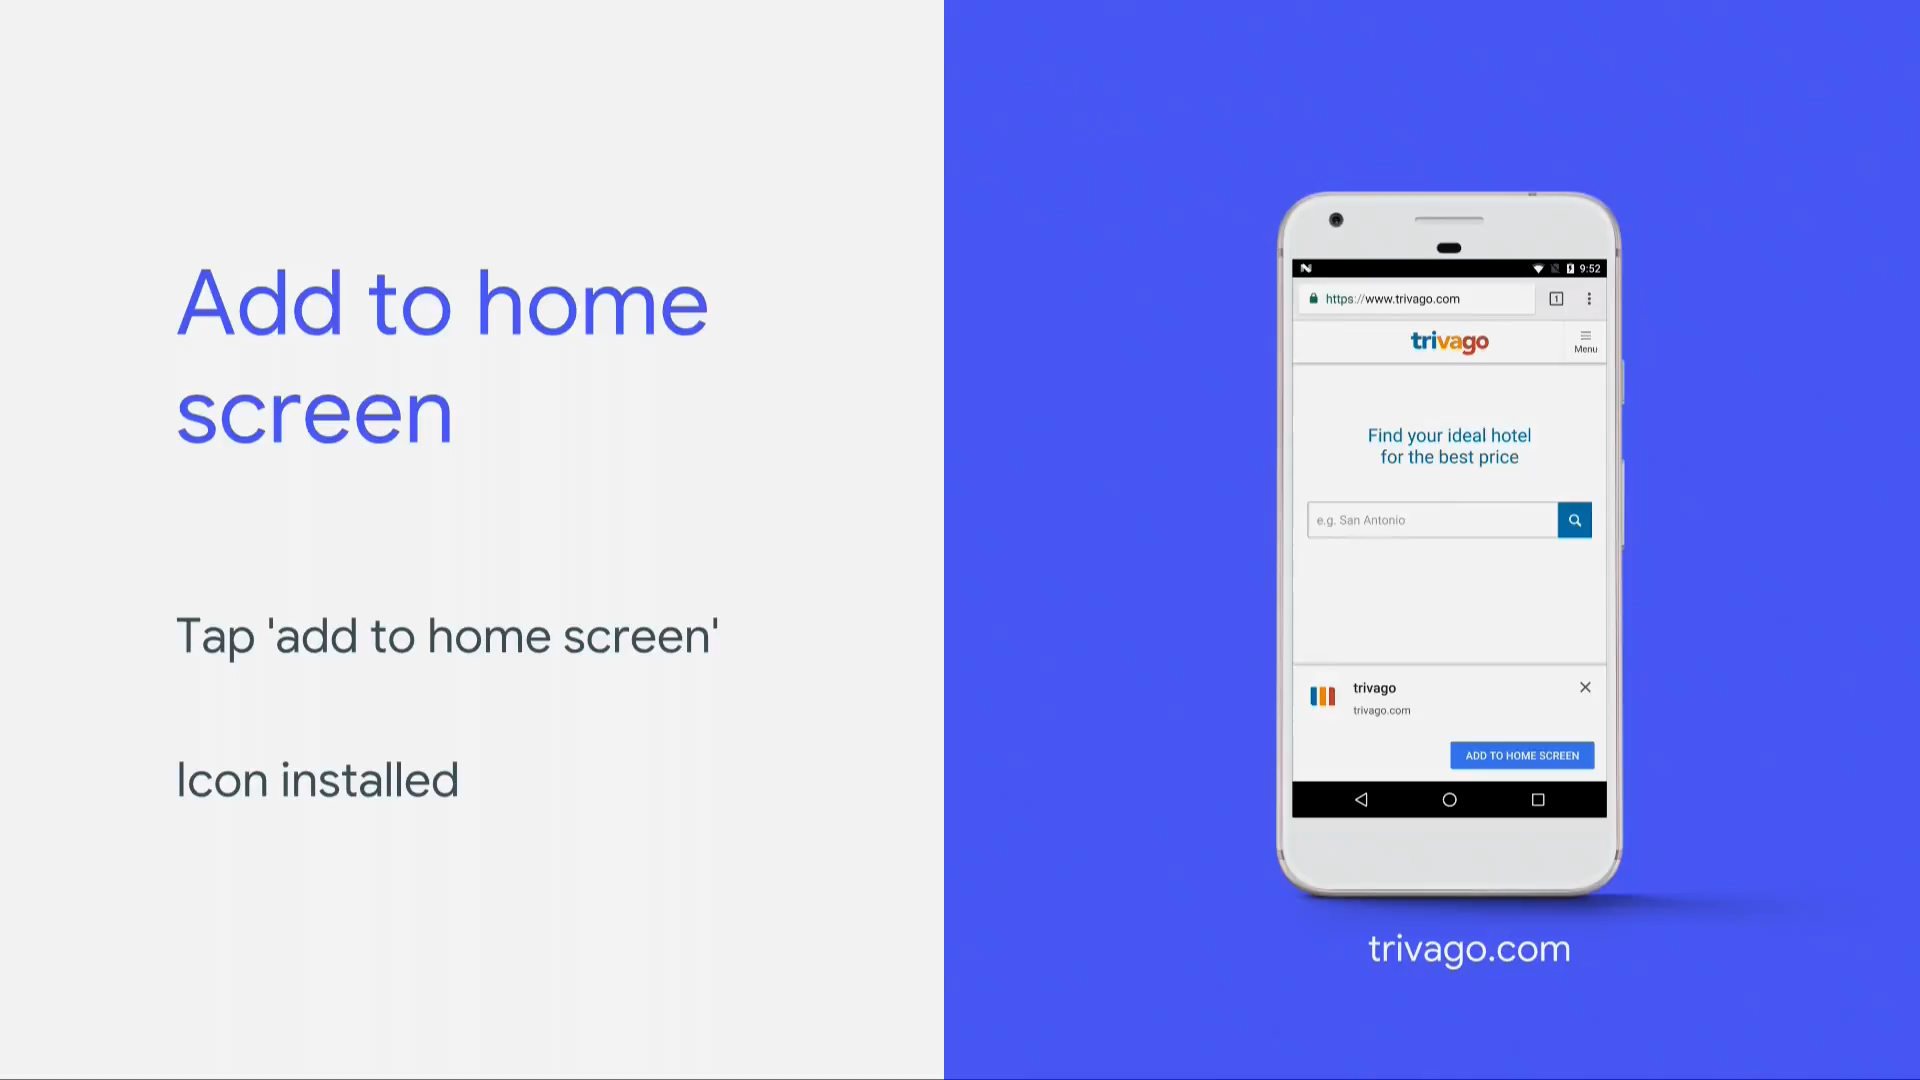 Add to home
screen
Tap 'add to home screen'
Icon installed
9:52
https://www.trivago.com
1
trivago
Menu
Find your ideal hotel
for the best price
e.g. San Antonio
trivago
trivago.com
ADD TO HOME SCREEN
trivago.com